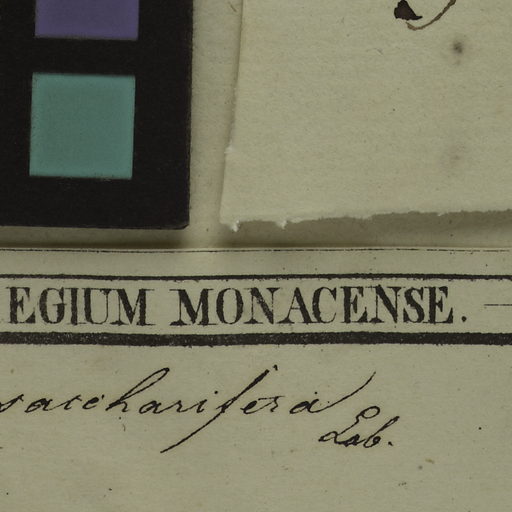 EGIUM MONACENSE.
saccharifera Lab.